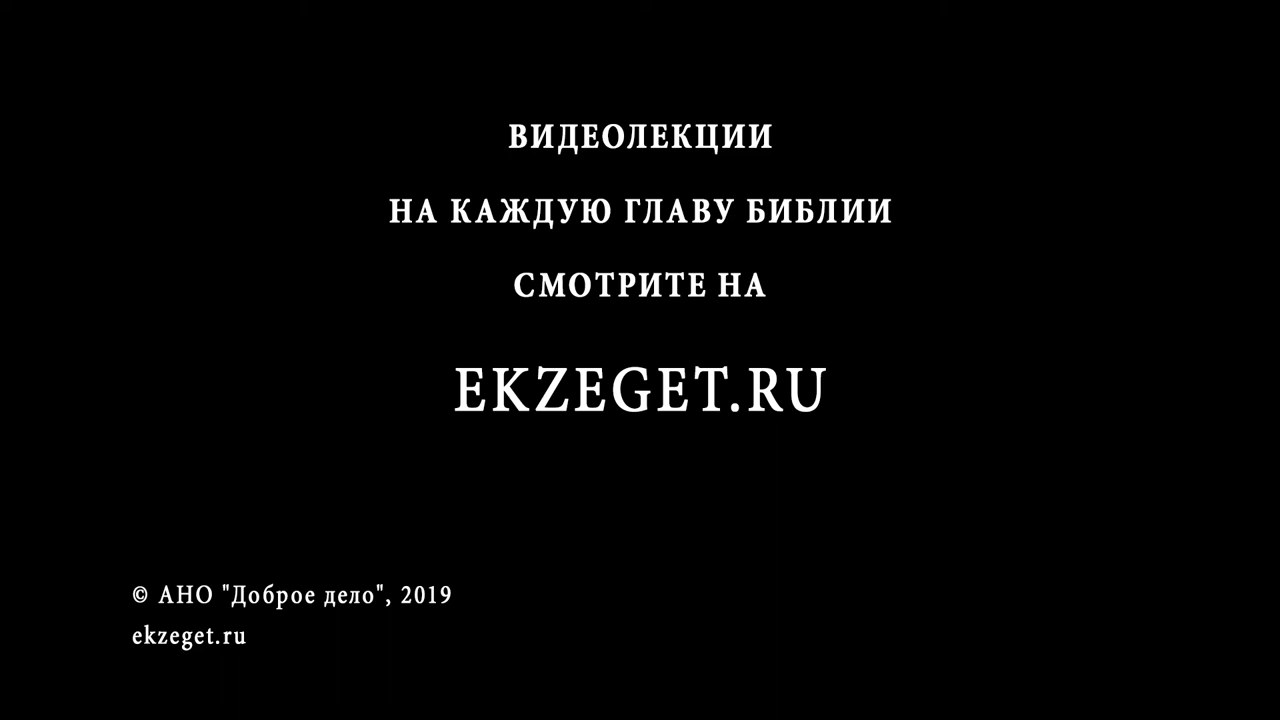 ВИДЕОЛЕКЦИИ
НА КАЖДУЮ ГЛАВУ БИБЛИИ
СМОТРИТЕ НА
EKZEGET.RU
© АНО "Доброе дело", 2019
ekzeget.ru